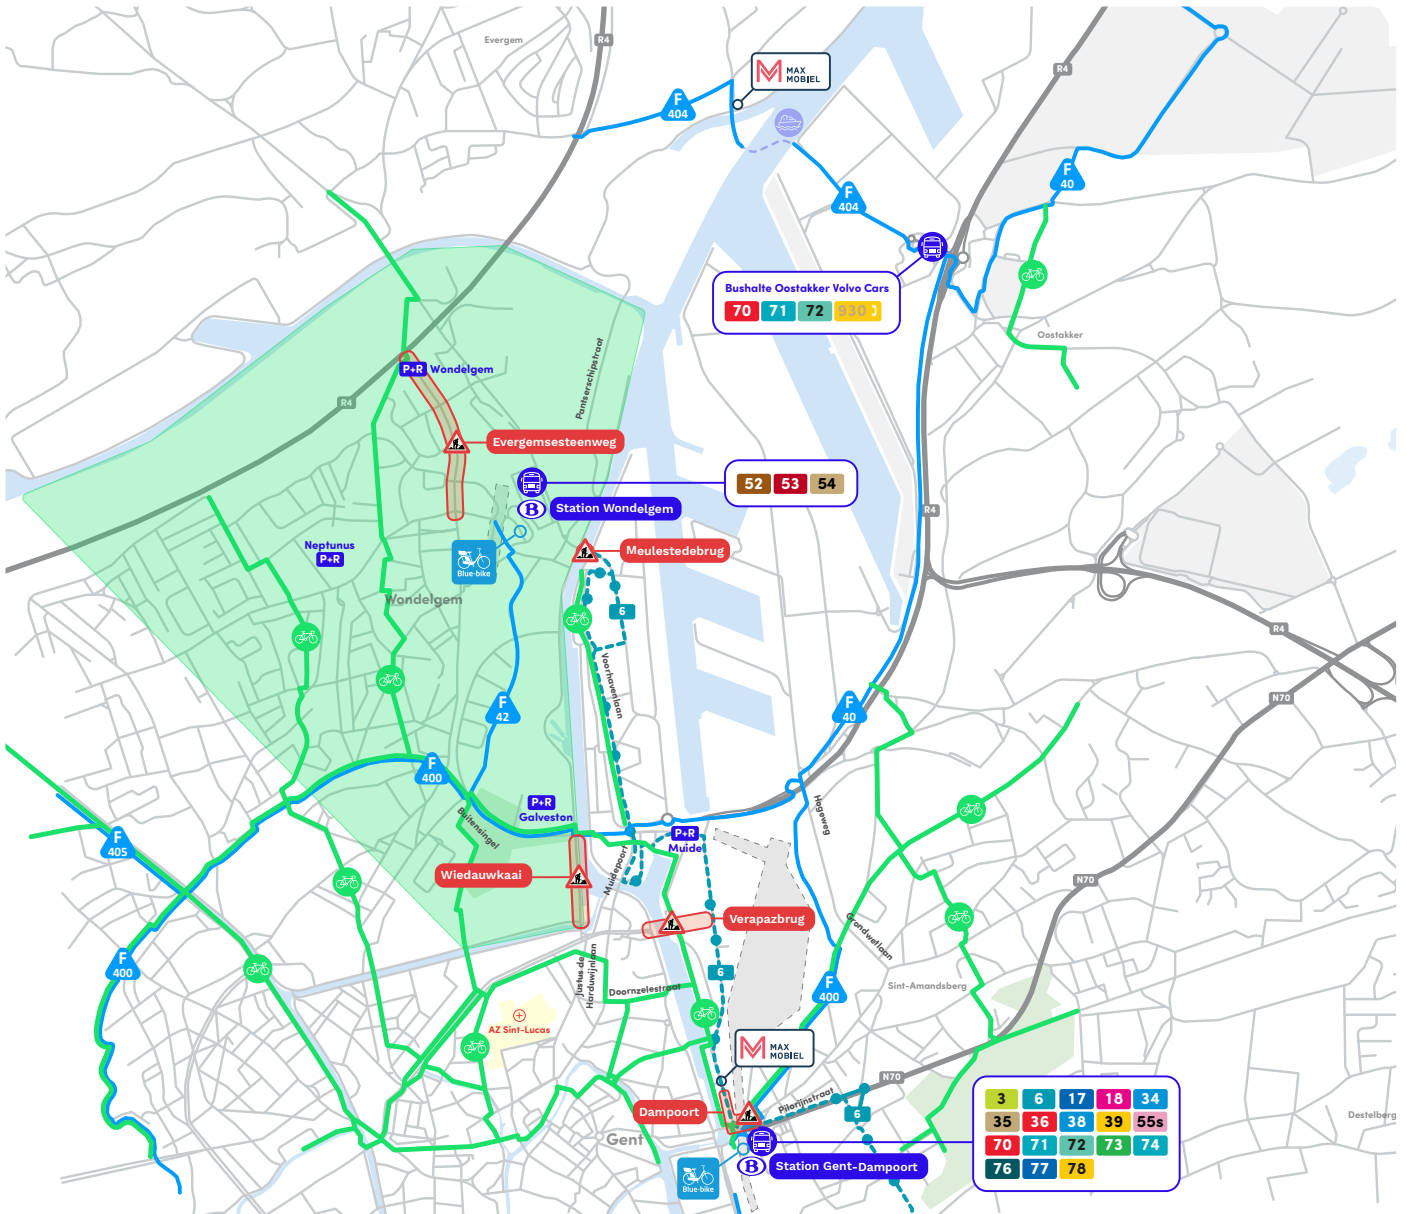 Evergem
R4
MAX
MOBIEL
R4
F
404
F
40
F
404
Bushalte Oostakker Volvo Cars
70 71 72 930
Oostakker
Pantserschipstraat
P+R Wondelgem
R4
Evergemsesteenweg
52 53 54
B Station Wondelgem
R4
Meulestedebrug
Neptunus
P+R
Blue-bike
Wondelgem
6
R4
Voorhavenlaan
F
42
F
40
N70
F
400
P+R
Galveston
Buitensingel
P+R
Muide
Hogeweg
F
405
Muidepoort
Wiedauwkaai
N70
Verapazbrug
Grondwetlaan
F
400
6
Justus de
Harduwijnlaan
Doornzelestraat
F
400
Sint-Amandsberg
AZ Sint-Lucas
MAX
MOBIEL
N70
Pilorijnstraat
Dampoort
6
3 6 17 18 34
35 36 38 39 55s
70 71 72 73 74
76 77 78
Destelberg
Gent
B Station Gent-Dampoort
Blue-bike